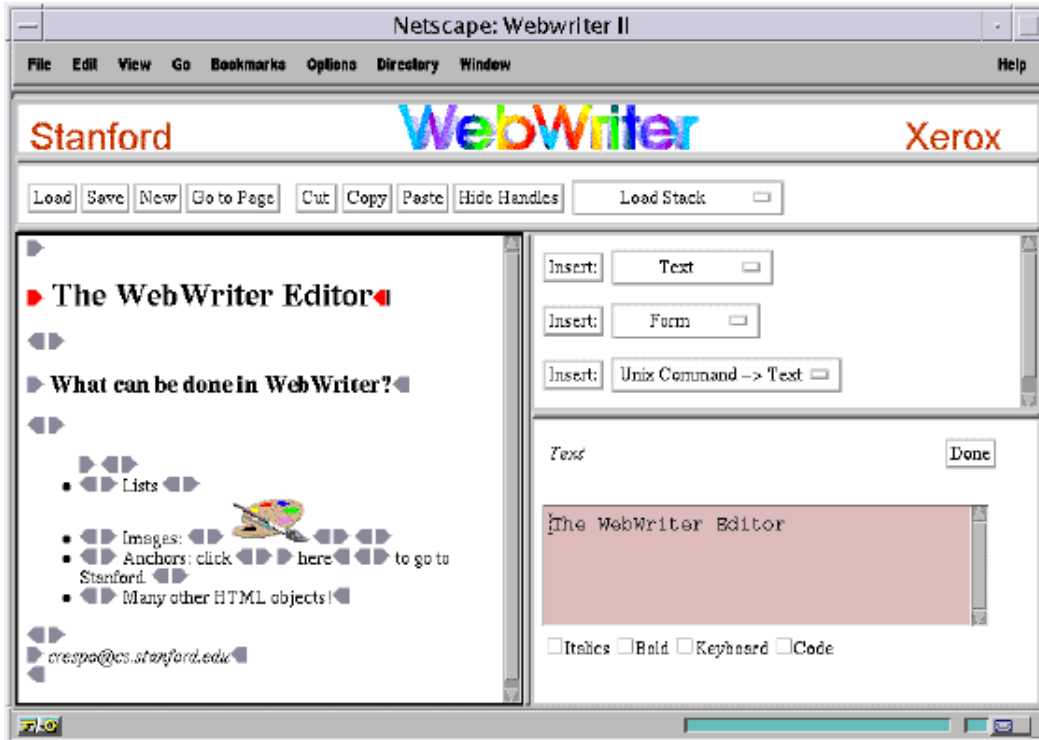 Netscape: Webwriter II
File Edit View Go Bookmarks Options Directory Window Help
Stanford WebWriter Xerox
Load Save New Go to Page Cut Copy Paste Hide Handles Load Stack
The WebWriter Editor
What can be done in WebWriter?
Lists
Images:
Anchors: click here to go to
Stanford.
Many other HTML objects!
crespo@cs.stanford.edu
Insert: Text
Insert: Form
Insert: Unix Command --> Text
Text Done
The WebWriter Editor
Italics Bold Keyboard Code